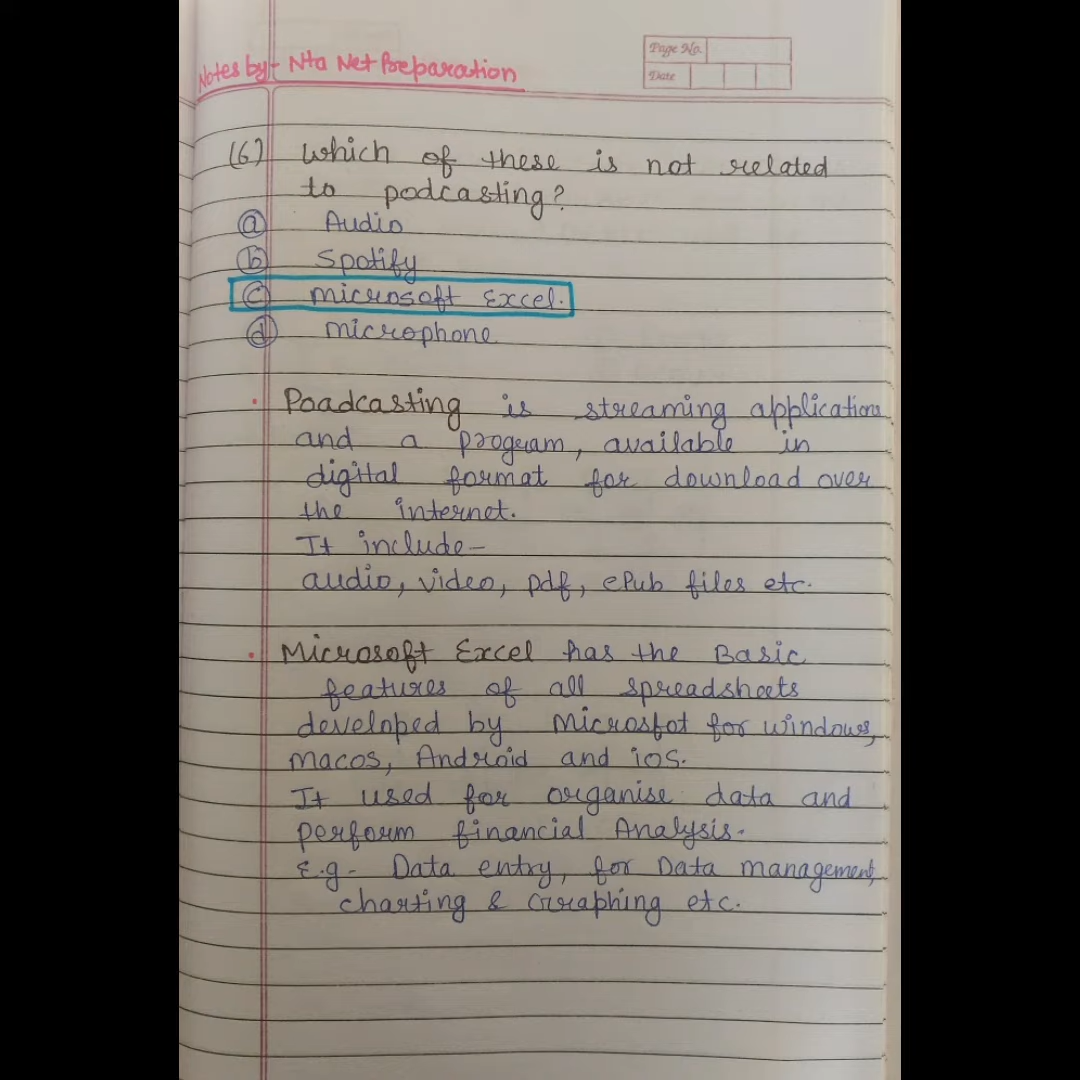 Notes by- Nta Net Preparation
Page No.
Date
(6) which of these is not related
to podcasting?
(a) Audio
(b) Spotify
(c) microsoft Excel.
(d) microphone
• Poadcasting is streaming applications
and a program, available in
digital format for download over
the internet.
It include-
audio, video, pdf, ePub files etc.
• Microsoft Excel has the Basic
features of all spreadsheets
developed by Microsfot for windows,
macos, Android and ios.
It used for organise data and
perform financial Analysis.
E.g- Data entry, for Data management,
charting & Graphing etc.